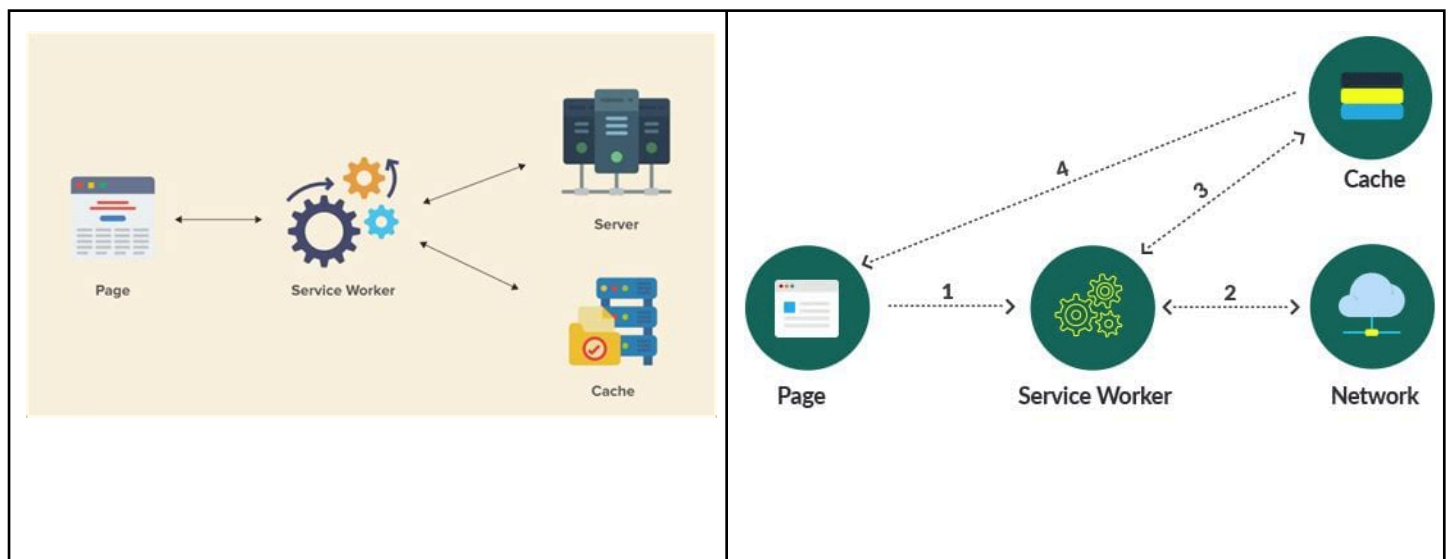 Server
Page
Service Worker
Cache
Cache
4
3
1
2
Page
Service Worker
Network